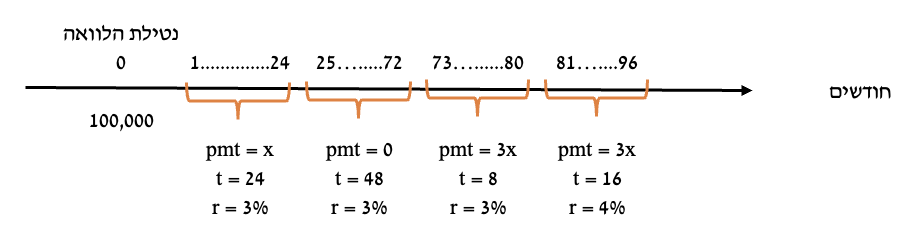 נטילת הלוואה
0 1..............24 25........72 73.........80 81.......96
חודשים
100,000
pmt = x pmt = 0 pmt = 3x pmt = 3x
t = 24 t = 48 t = 8 t = 16
r = 3% r = 3% r = 3% r = 4%